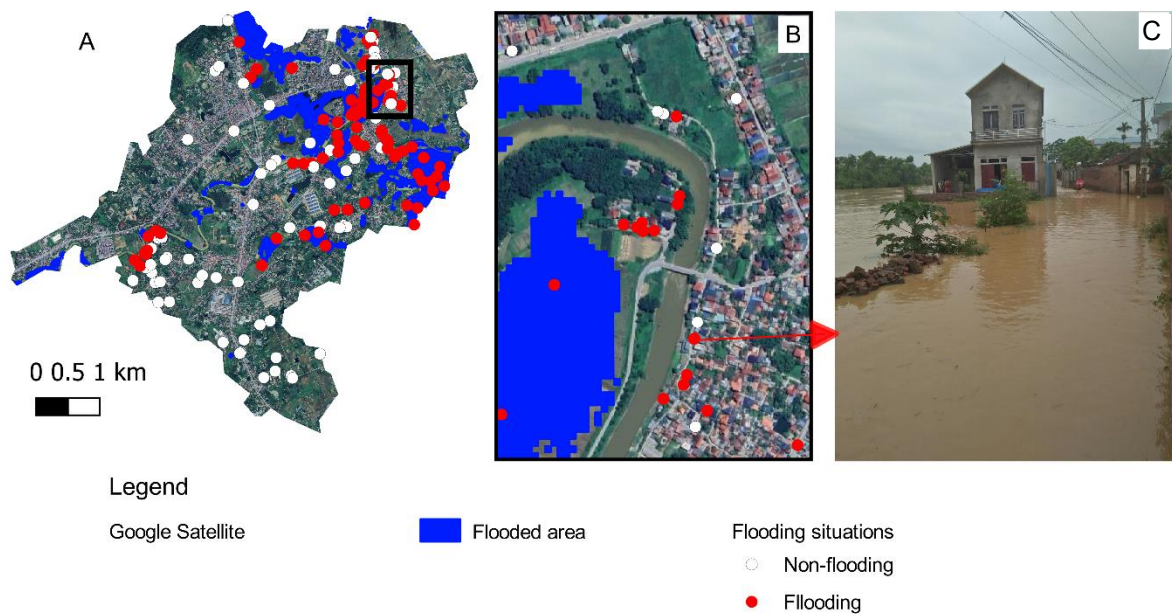 A
B
C
0 0.5 1 km
Legend
Google Satellite
Flooded area
Flooding situations
Non-flooding
Fllooding